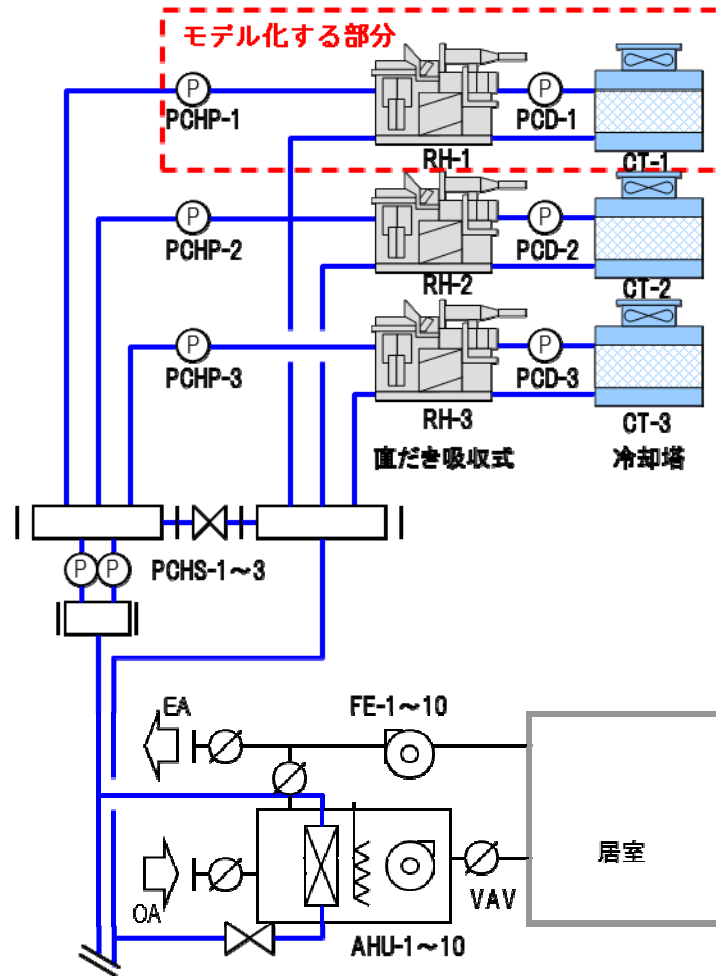 モデル化する部分
P
P
PCHP-1
PCD-1
RH-1
CT-1
P
P
PCHP-2
PCD-2
RH-2
CT-2
P
P
PCHP-3
PCD-3
RH-3
CT-3
直だき吸収式
冷却塔
P
P
PCHS-1～3
EA
FE-1～10
居室
OA
VAV
AHU-1～10